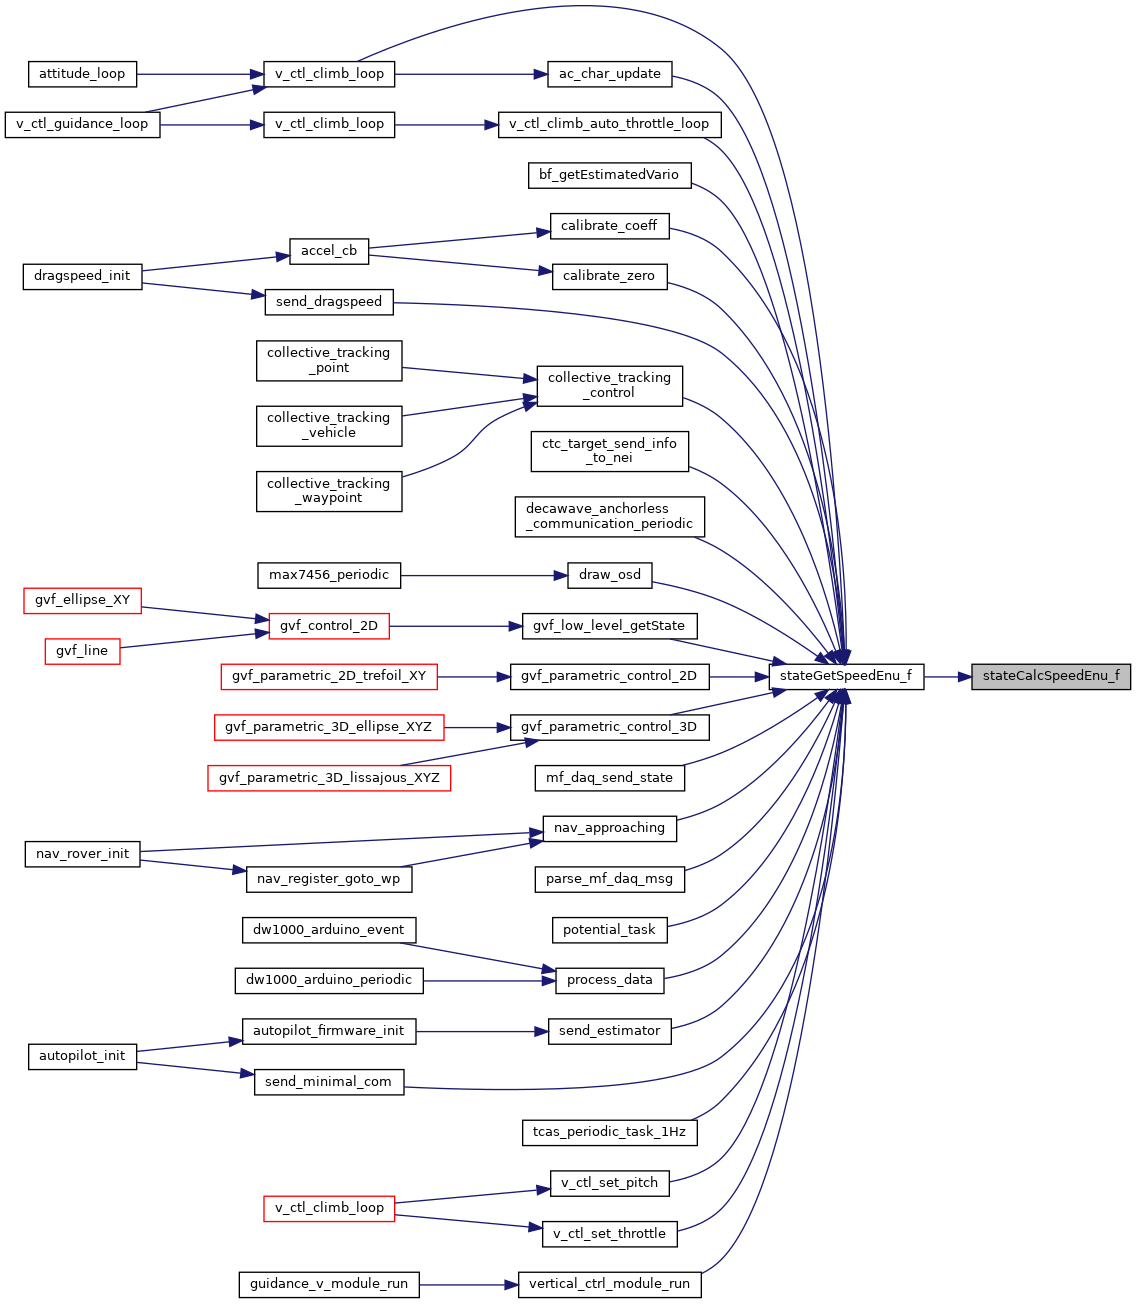 attitude_loop
v_ctl_climb_loop
ac_char_update
v_ctl_guidance_loop
v_ctl_climb_loop
v_ctl_climb_auto_throttle_loop
bf_getEstimatedVario
calibrate_coeff
accel_cb
dragspeed_init
calibrate_zero
send_dragspeed
collective_tracking
_point
collective_tracking
_control
collective_tracking
_vehicle
ctc_target_send_info
_to_nei
collective_tracking
_waypoint
decawave_anchorless
_communication_periodic
max7456_periodic
draw_osd
gvf_ellipse_XY
gvf_control_2D
gvf_low_level_getState
gvf_line
gvf_parametric_2D_trefoil_XY
gvf_parametric_control_2D
stateGetSpeedEnu_f
stateCalcSpeedEnu_f
gvf_parametric_3D_ellipse_XYZ
gvf_parametric_control_3D
gvf_parametric_3D_lissajous_XYZ
mf_daq_send_state
nav_approaching
nav_rover_init
nav_register_goto_wp
parse_mf_daq_msg
dw1000_arduino_event
potential_task
dw1000_arduino_periodic
process_data
autopilot_firmware_init
send_estimator
autopilot_init
send_minimal_com
tcas_periodic_task_1Hz
v_ctl_set_pitch
v_ctl_climb_loop
v_ctl_set_throttle
guidance_v_module_run
vertical_ctrl_module_run